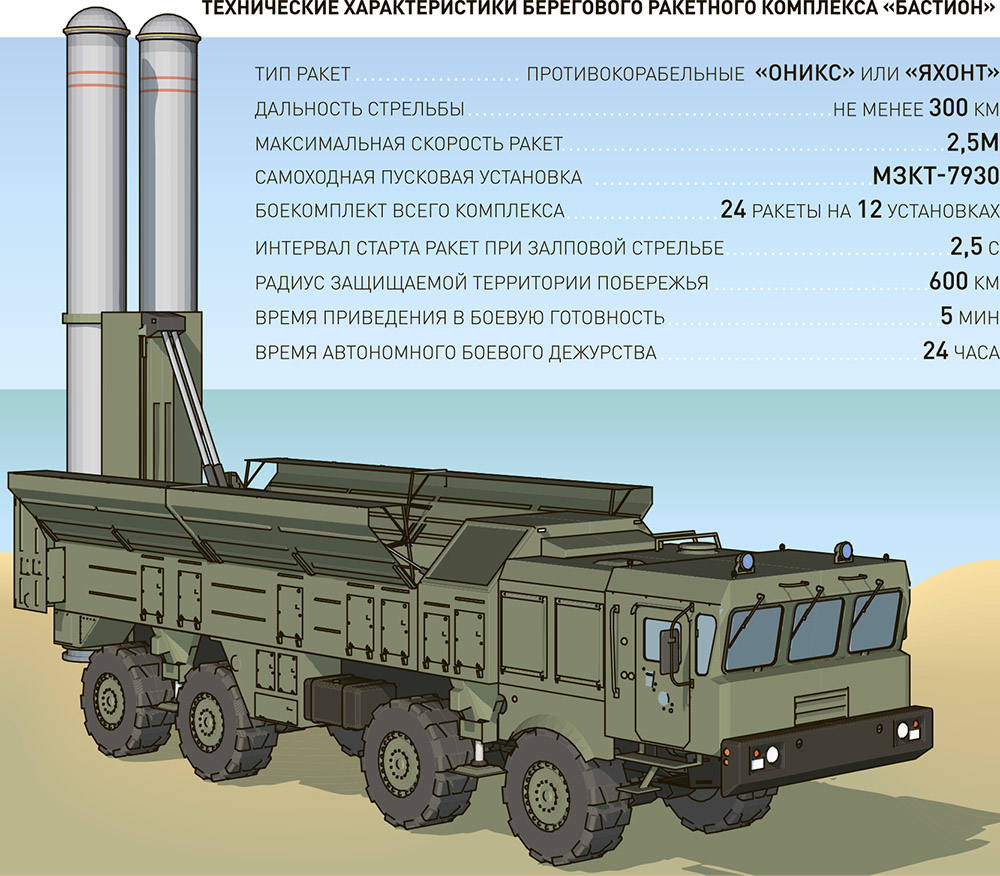 ТЕХНИЧЕСКИЕ ХАРАКТЕРИСТИКИ БЕРЕГОВОГО РАКЕТНОГО КОМПЛЕКСА «БАСТИОН»
ТИП РАКЕТ ПРОТИВОКОРАБЕЛЬНЫЕ «ОНИКС» ИЛИ «ЯХОНТ»
ДАЛЬНОСТЬ СТРЕЛЬБЫ НЕ МЕНЕЕ 300 КМ
МАКСИМАЛЬНАЯ СКОРОСТЬ РАКЕТ 2,5М
САМОХОДНАЯ ПУСКОВАЯ УСТАНОВКА МЗКТ-7930
БОЕКОМПЛЕКТ ВСЕГО КОМПЛЕКСА 24 РАКЕТЫ НА 12 УСТАНОВКАХ
ИНТЕРВАЛ СТАРТА РАКЕТ ПРИ ЗАЛПОВОЙ СТРЕЛЬБЕ 2,5 С
РАДИУС ЗАЩИЩАЕМОЙ ТЕРРИТОРИИ ПОБЕРЕЖЬЯ 600 КМ
ВРЕМЯ ПРИВЕДЕНИЯ В БОЕВУЮ ГОТОВНОСТЬ 5 МИН
ВРЕМЯ АВТОНОМНОГО БОЕВОГО ДЕЖУРСТВА 24 ЧАСА